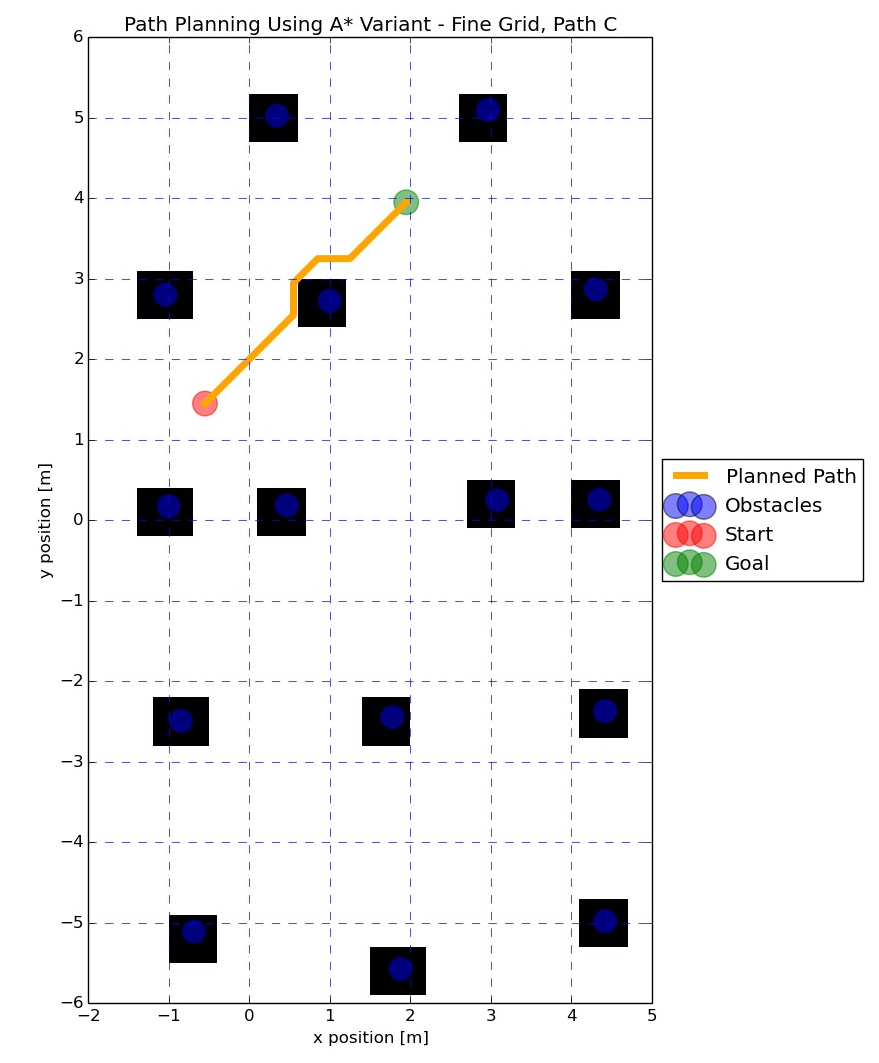 Path Planning Using A* Variant - Fine Grid, Path C
6
5
4
3
2
1
0
−1
−2
−3
−4
−5
−6
y position [m]
−2 −1 0 1 2 3 4 5
x position [m]
Planned Path
Obstacles
Start
Goal